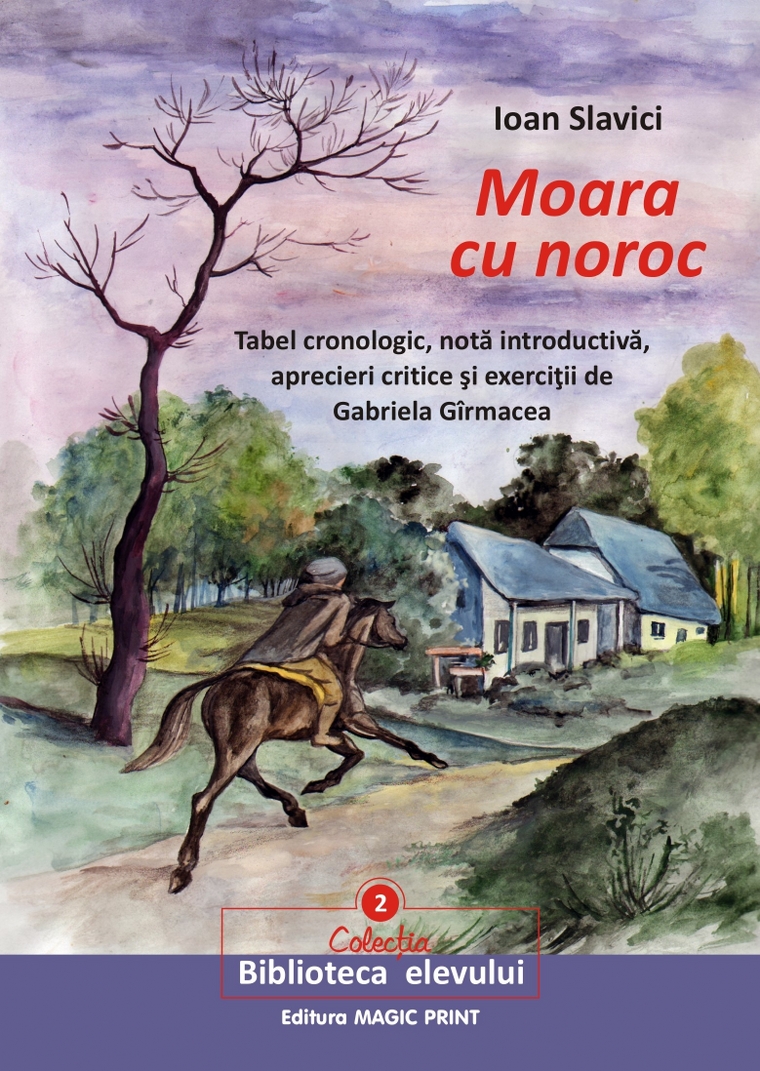 Ioan Slavici
Moara
cu noroc
Tabel cronologic, notă introductivă,
aprecieri critice şi exerciţii de
Gabriela Gîrmacea
2
Colecția
Biblioteca elevului
Editura MAGIC PRINT